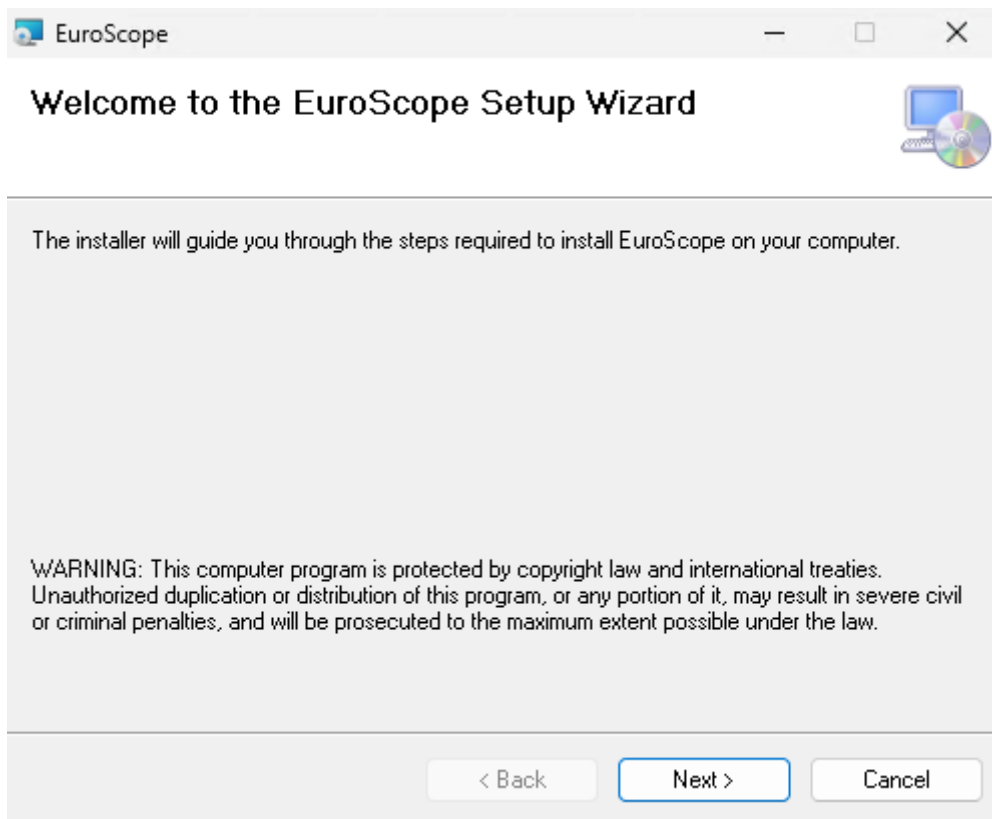 EuroScope
Welcome to the EuroScope Setup Wizard
The installer will guide you through the steps required to install EuroScope on your computer.
WARNING: This computer program is protected by copyright law and international treaties.
Unauthorized duplication or distribution of this program, or any portion of it, may result in severe civil
or criminal penalties, and will be prosecuted to the maximum extent possible under the law.
< Back
Next >
Cancel